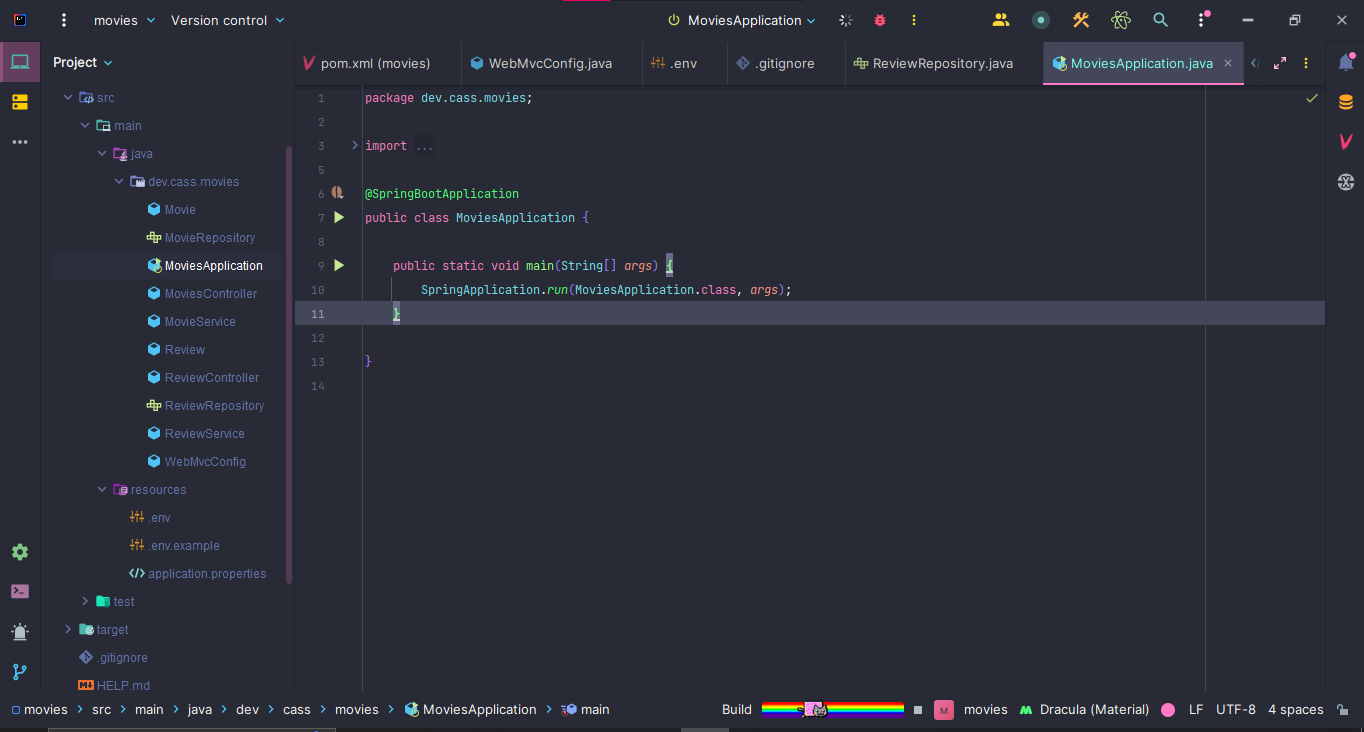 movies Version control MoviesApplication
Project
pom.xml (movies) WebMvcConfig.java .env .gitignore ReviewRepository.java MoviesApplication.java
src
main
java
dev.cass.movies
Movie
MovieRepository
MoviesApplication
MoviesController
MovieService
Review
ReviewController
ReviewRepository
ReviewService
WebMvcConfig
resources
.env
.env.example
application.properties
test
target
.gitignore
HELP.md
1 package dev.cass.movies;
2
3 import ...
5
6 @SpringBootApplication
7 public class MoviesApplication {
8
9 public static void main(String[] args) {
10 SpringApplication.run(MoviesApplication.class, args);
11 }
12
13 }
14
movies > src > main > java > dev > cass > movies > MoviesApplication > main Build M movies Dracula (Material) LF UTF-8 4 spaces